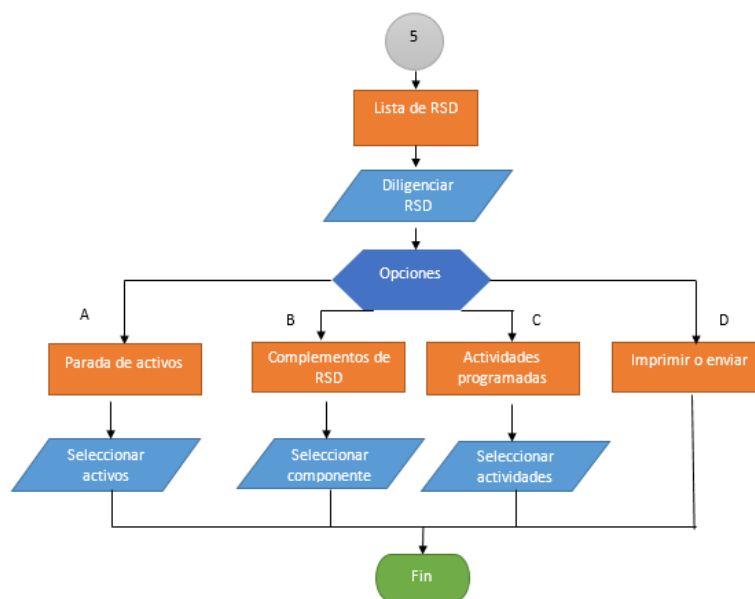 5
Lista de RSD
Diligenciar
RSD
Opciones
A
B
C
D
Parada de activos
Complementos de
RSD
Actividades
programadas
Imprimir o enviar
Seleccionar
activos
Seleccionar
componente
Seleccionar
actividades
Fin